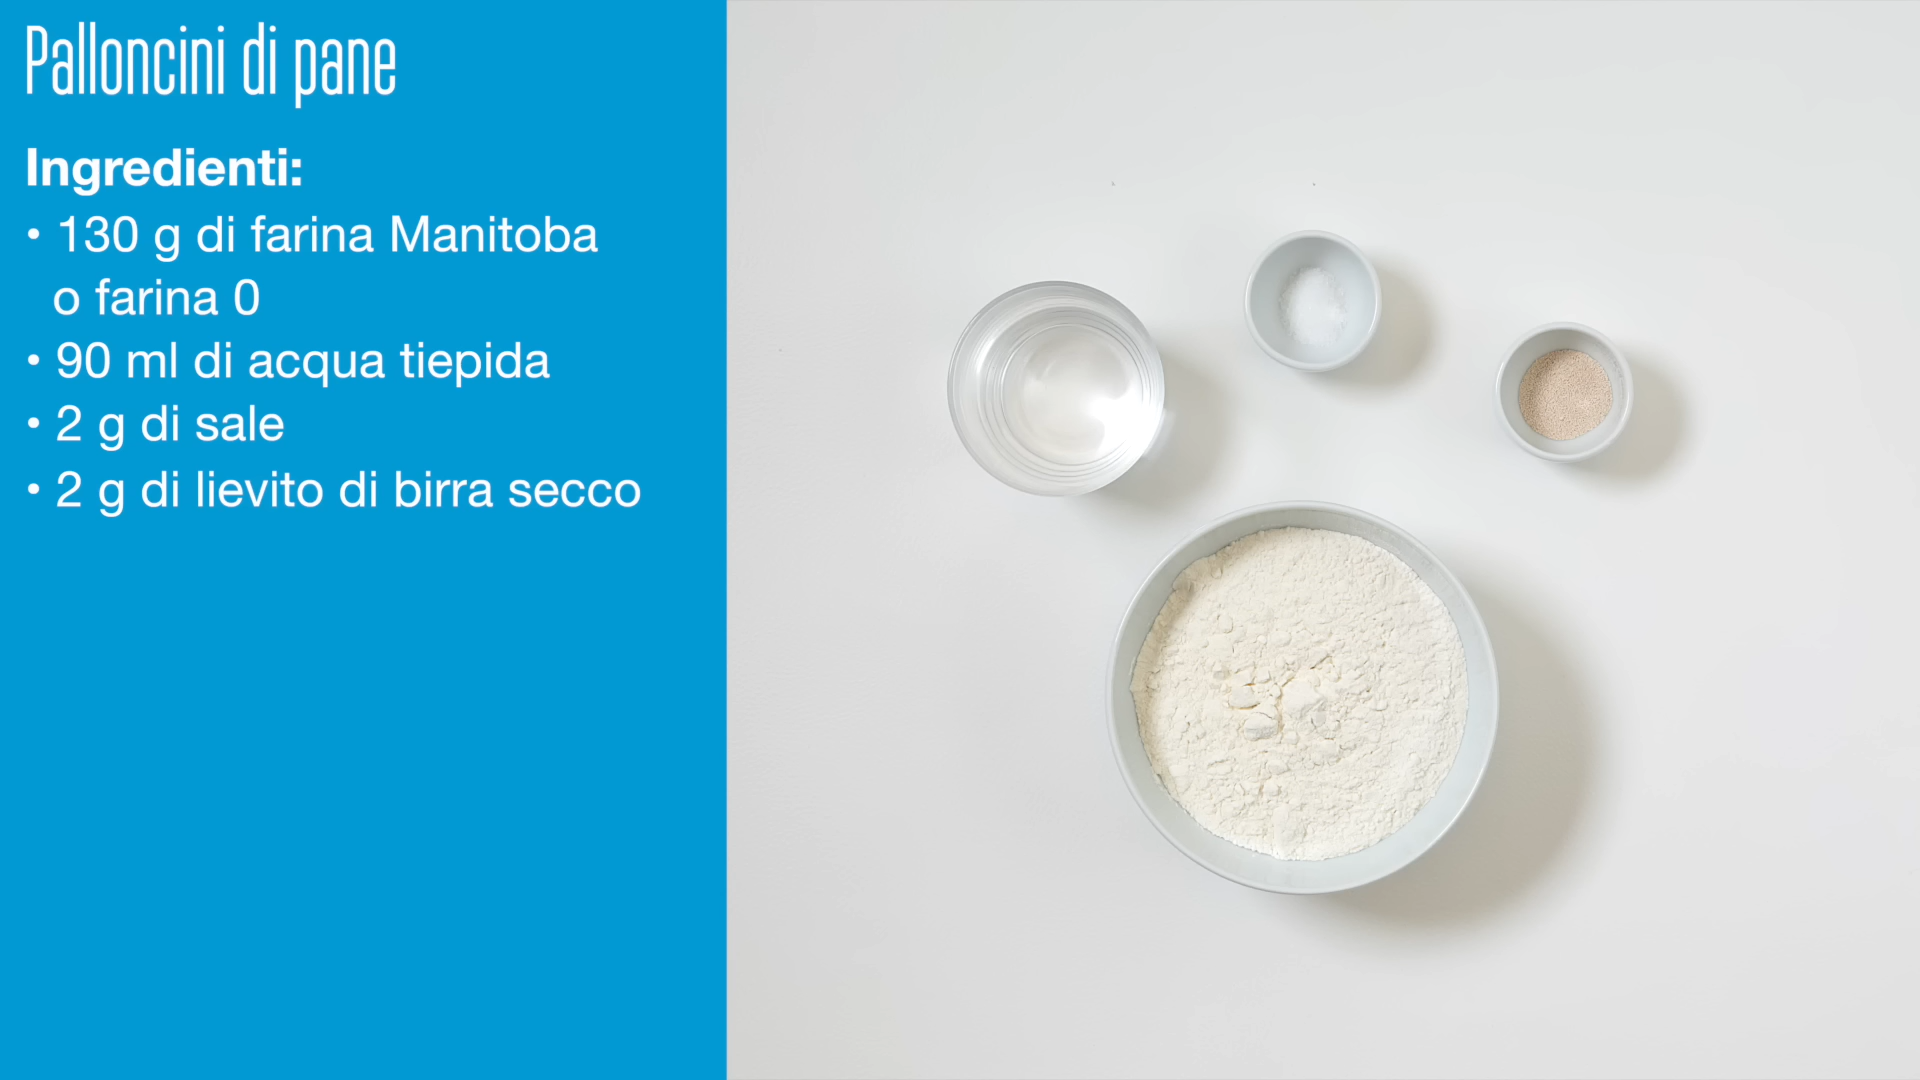 Palloncini di pane
Ingredienti:
• 130 g di farina Manitoba
o farina 0
• 90 ml di acqua tiepida
• 2 g di sale
• 2 g di lievito di birra secco